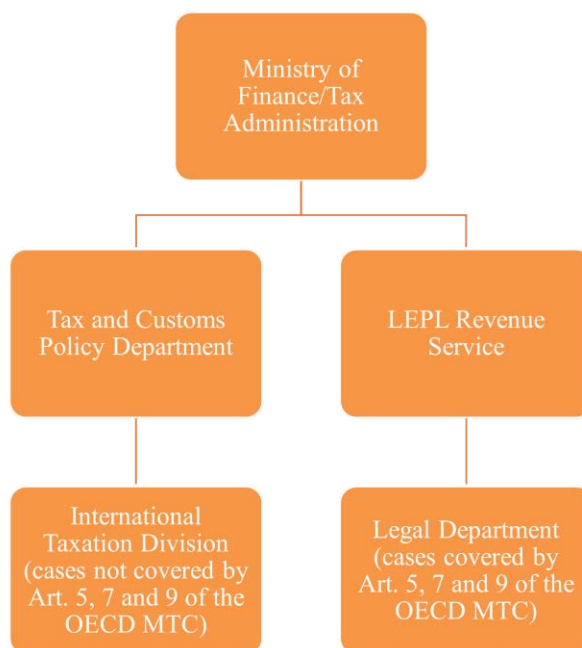 Ministry of
Finance/Tax
Administration
Tax and Customs
Policy Department
LEPL Revenue
Service
International
Taxation Division
(cases not covered by
Art. 5, 7 and 9 of the
OECD MTC)
Legal Department
(cases covered by
Art. 5, 7 and 9 of the
OECD MTC)